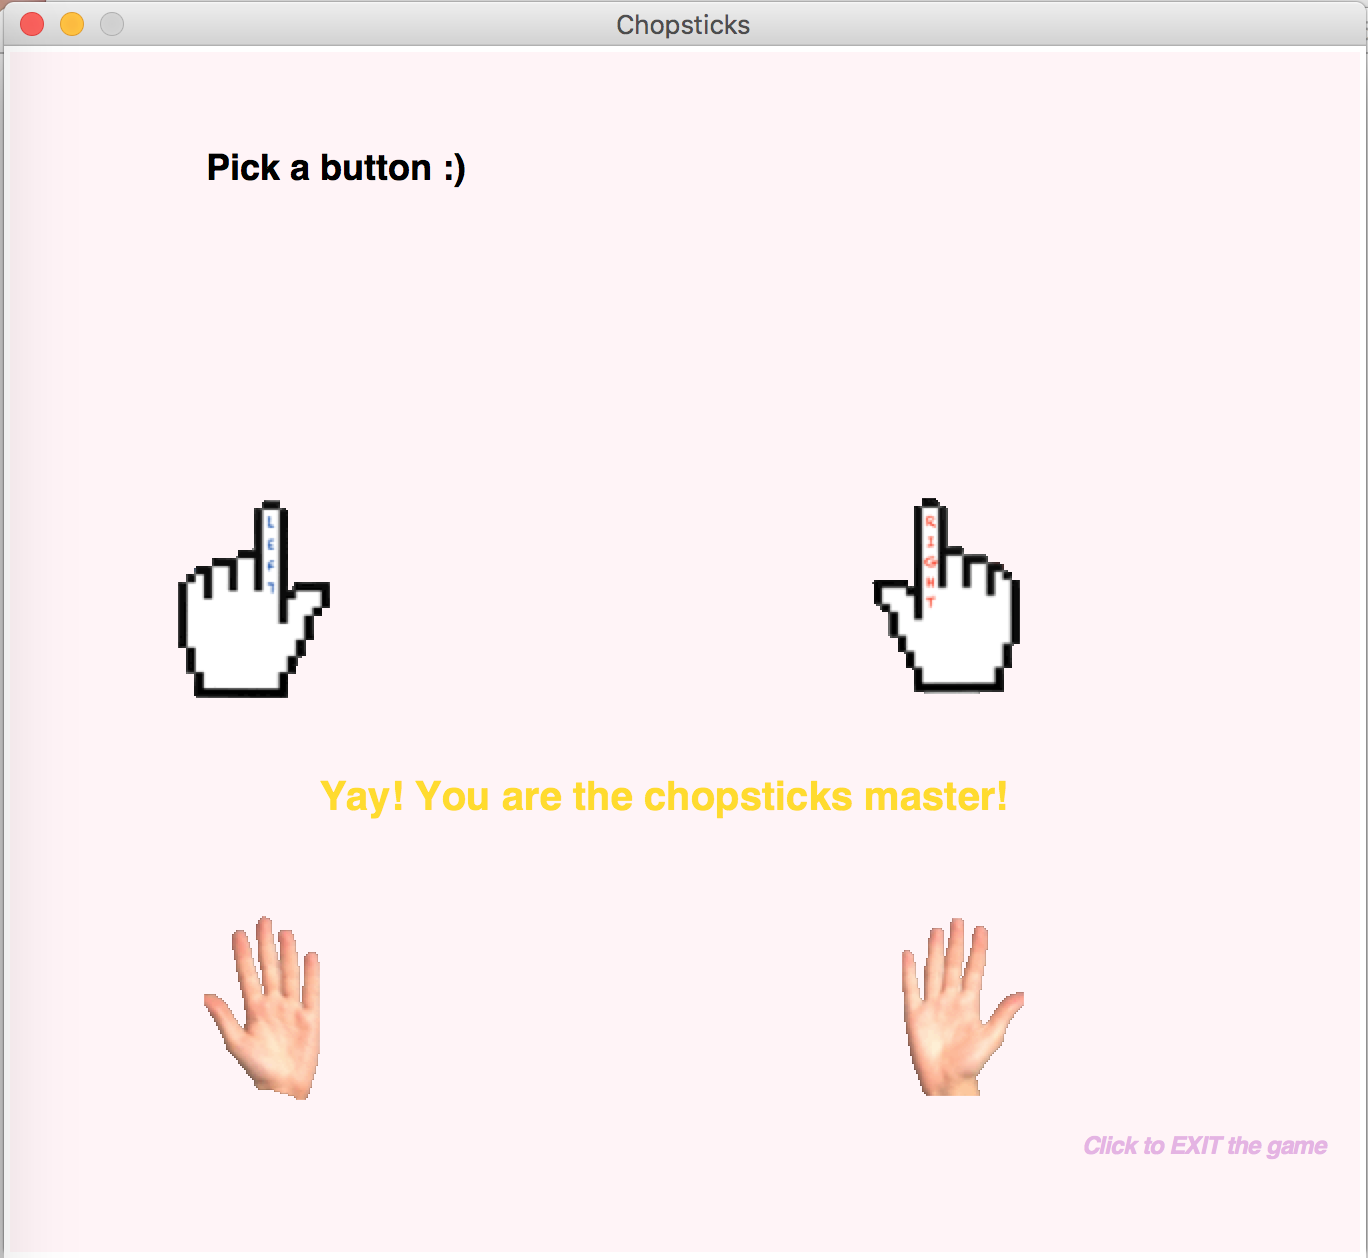 Chopsticks
Pick a button :)
LEFT
RIGHT
Yay! You are the chopsticks master!
Click to EXIT the game